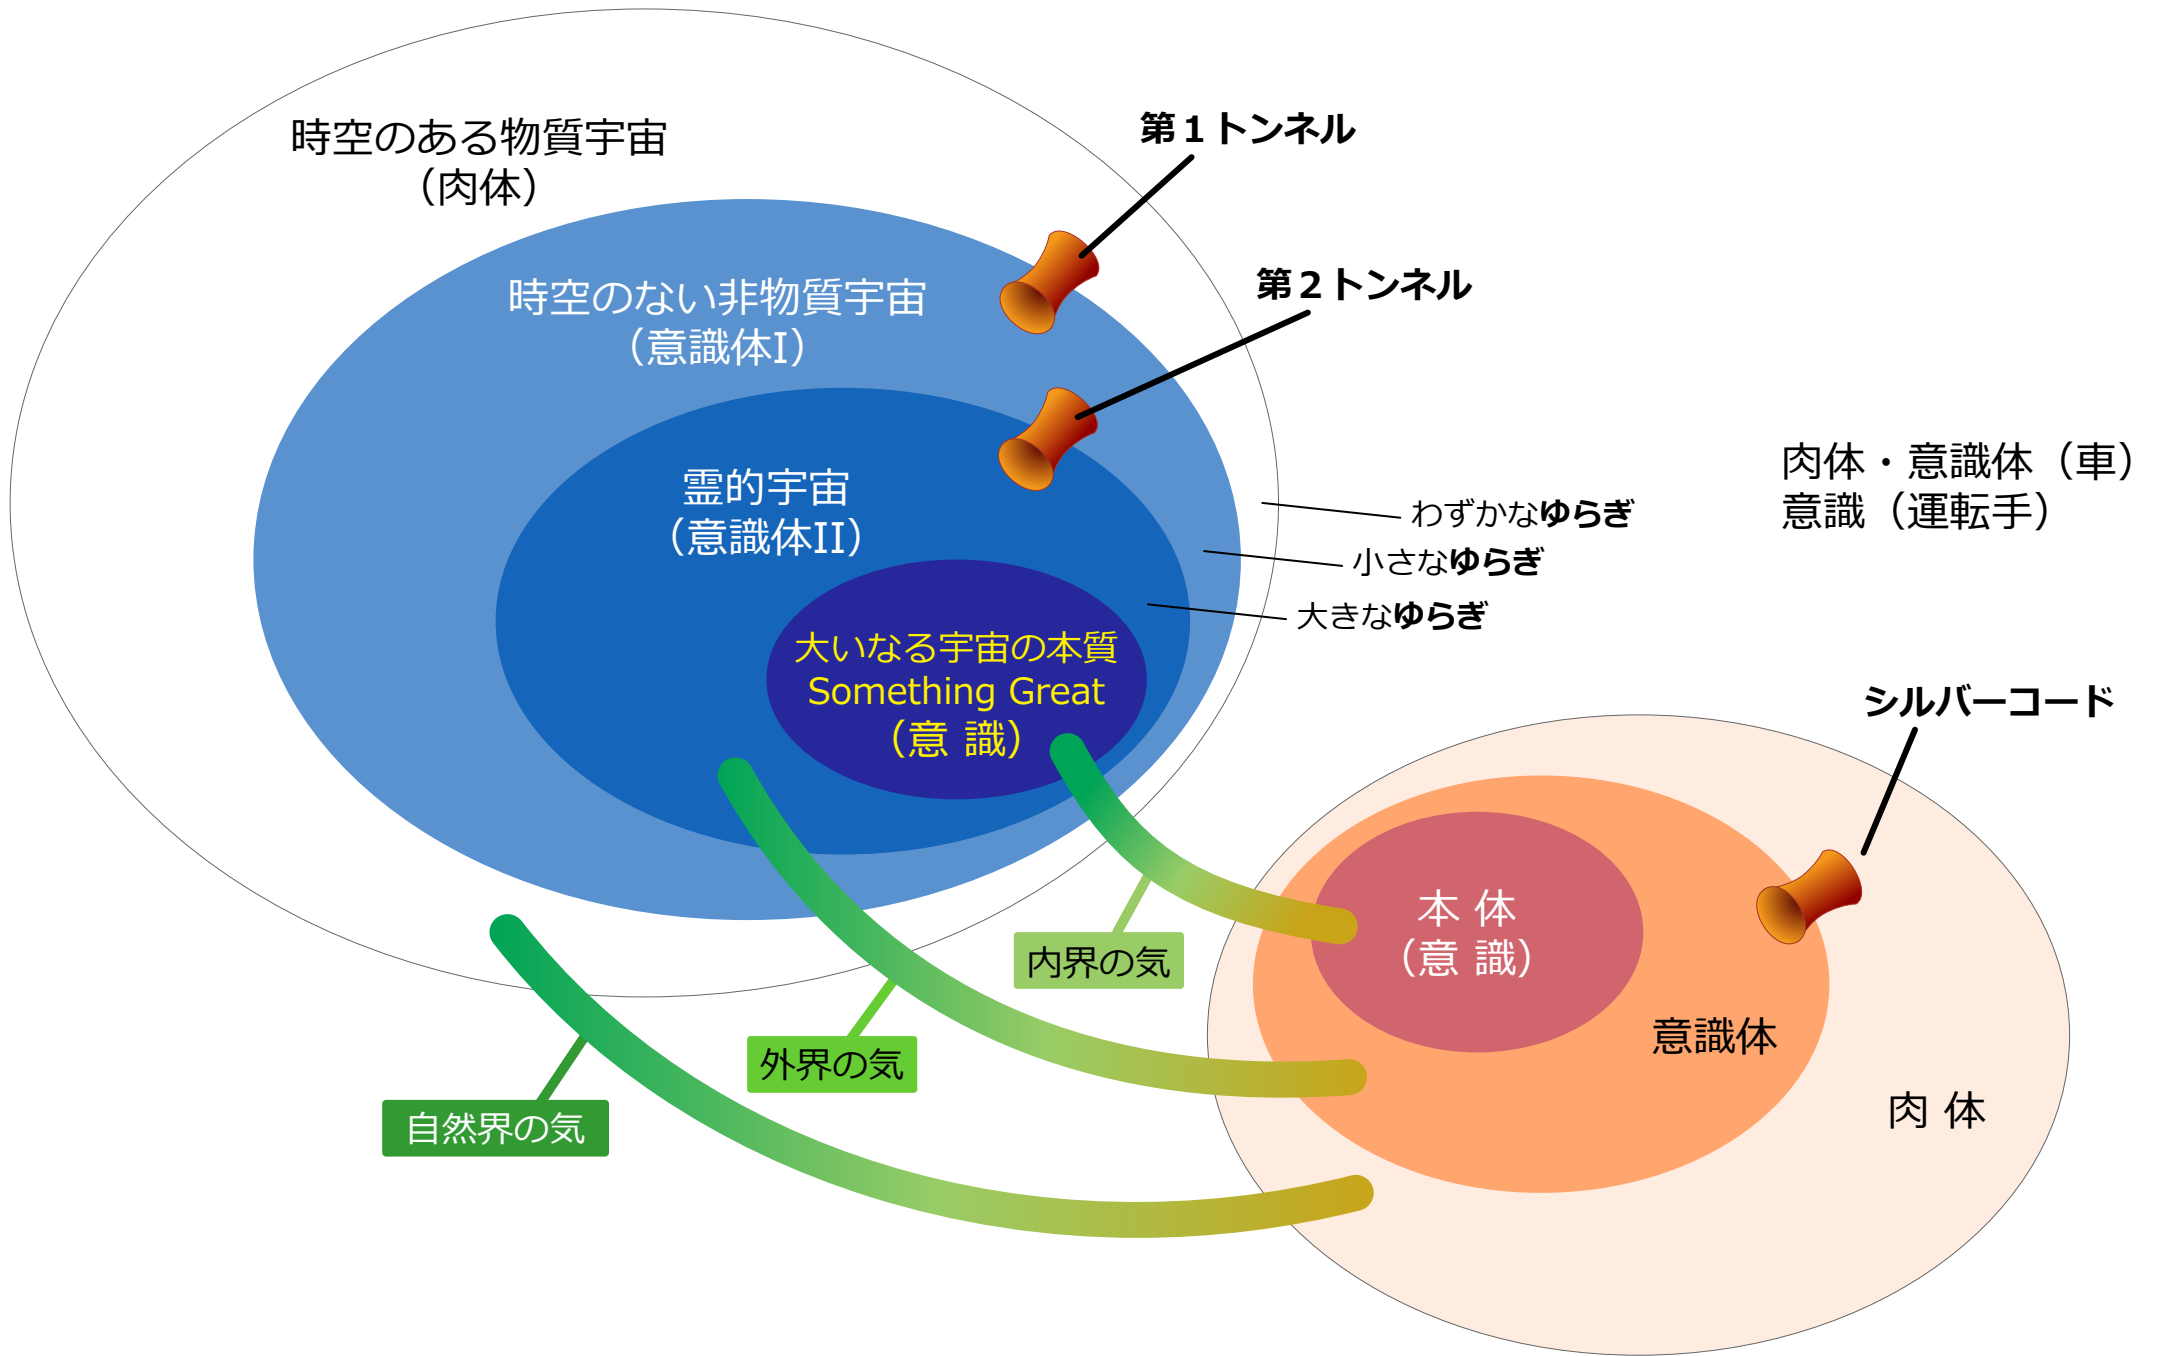 時空のある物質宇宙
（肉体）
第１トンネル
時空のない非物質宇宙
（意識体I）
第２トンネル
霊的宇宙
（意識体II）
わずかなゆらぎ
小さなゆらぎ
大きなゆらぎ
肉体・意識体（車）
意識（運転手）
大いなる宇宙の本質
Something Great
（意 識）
シルバーコード
本 体
（意 識）
意識体
肉 体
内界の気
外界の気
自然界の気